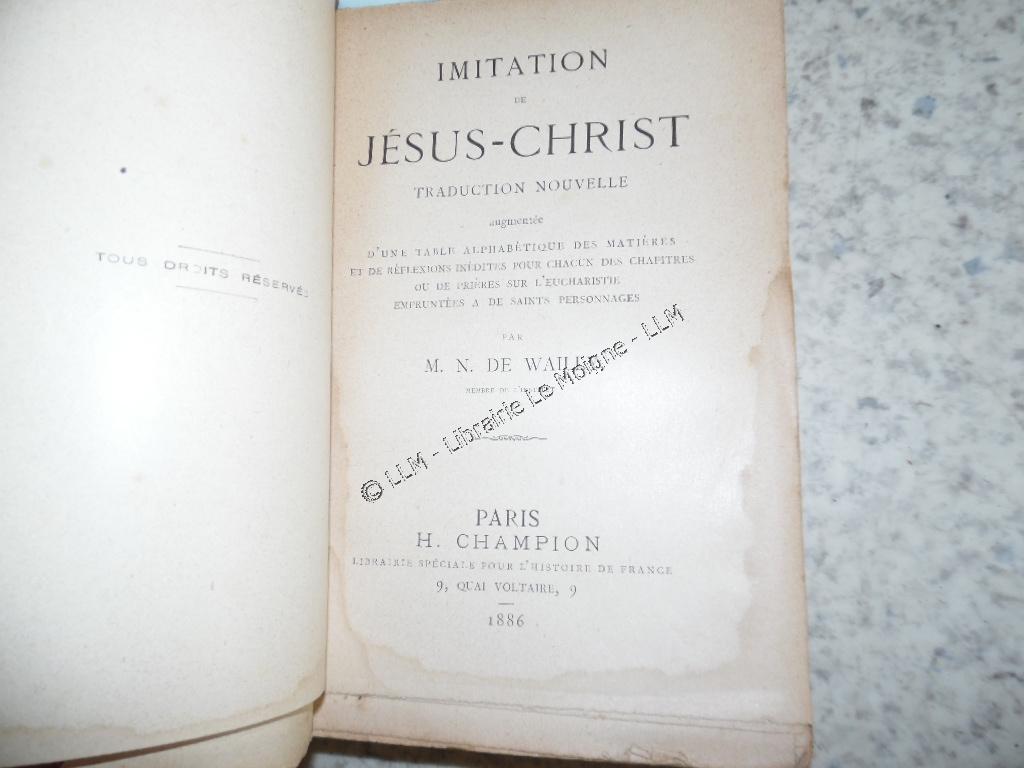 TOUS DROITS RÉSERVÉS
IMITATION
DE
JÉSUS-CHRIST
TRADUCTION NOUVELLE
augmentée
D'UNE TABLE ALPHABÉTIQUE DES MATIÈRES
ET DE RÉFLEXIONS INÉDITES POUR CHACUN DES CHAPITRES
OU DE PRIÈRES SUR L'EUCHARISTIE
EMPRUNTÉES A DE SAINTS PERSONNAGES
PAR
M. N. DE
MEMBRE DE
© LLM - Librairie Le Moigne - LLM
PARIS
H. CHAMPION
LIBRAIRIE SPÉCIALE POUR L'HISTOIRE DE FRANCE
9, QUAI VOLTAIRE, 9
1886